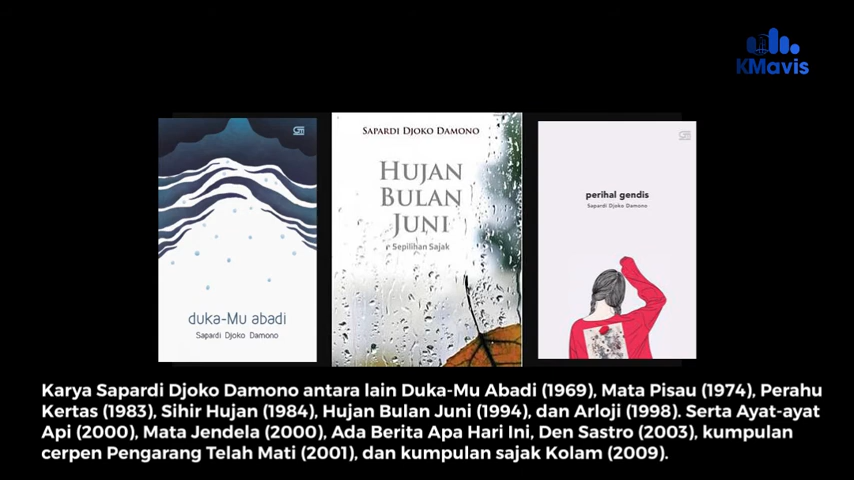 KMavis
SAPARDI DJOKO DAMONO
HUJAN
BULAN
JUNI
Sepilihan Sajak
perihal gendis
Sapardi Djoko Damono
duka-Mu abadi
Sapardi Djoko Damono
Karya Sapardi Djoko Damono antara lain Duka-Mu Abadi (1969), Mata Pisau (1974), Perahu
Kertas (1983), Sihir Hujan (1984), Hujan Bulan Juni (1994), dan Arloji (1998). Serta Ayat-ayat
Api (2000), Mata Jendela (2000), Ada Berita Apa Hari Ini, Den Sastro (2003), kumpulan
cerpen Pengarang Telah Mati (2001), dan kumpulan sajak Kolam (2009).